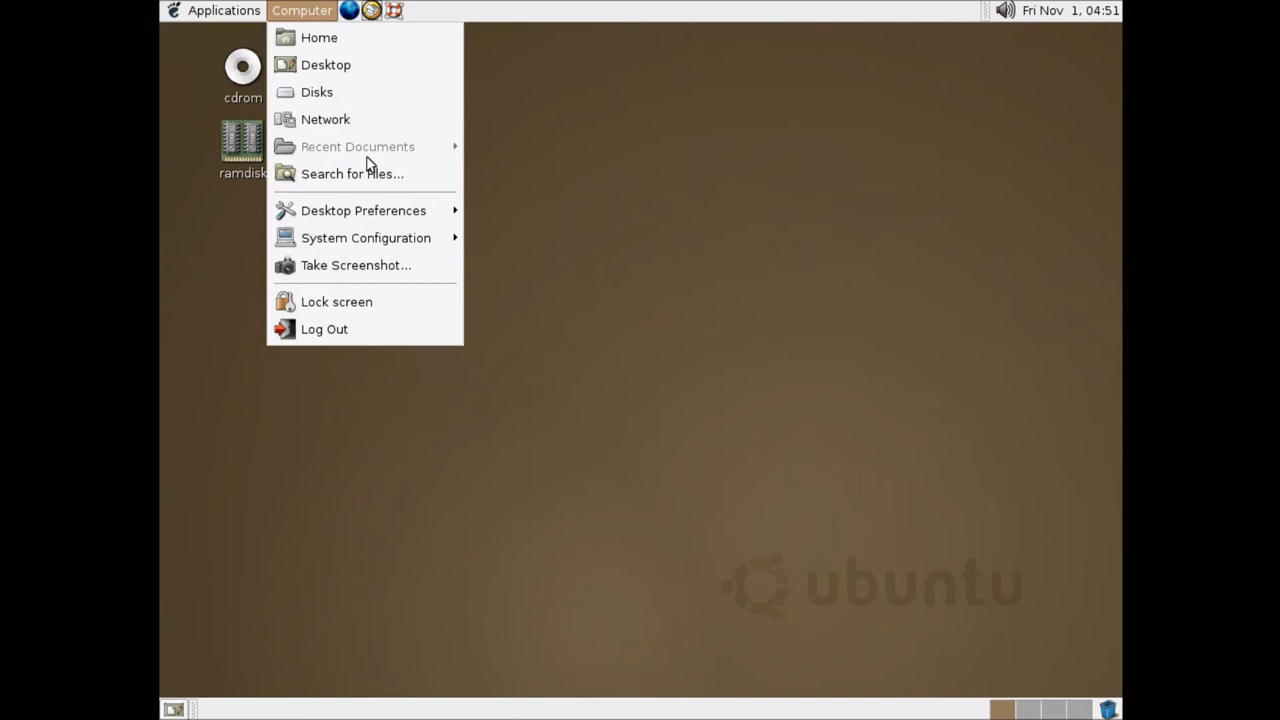 Applications Computer Fri Nov 1, 04:51
Home
cdrom
Desktop
Disks
Network
Recent Documents
ramdisk
Search for files...
Desktop Preferences
System Configuration
Take Screenshot...
Lock screen
Log Out
ubuntu